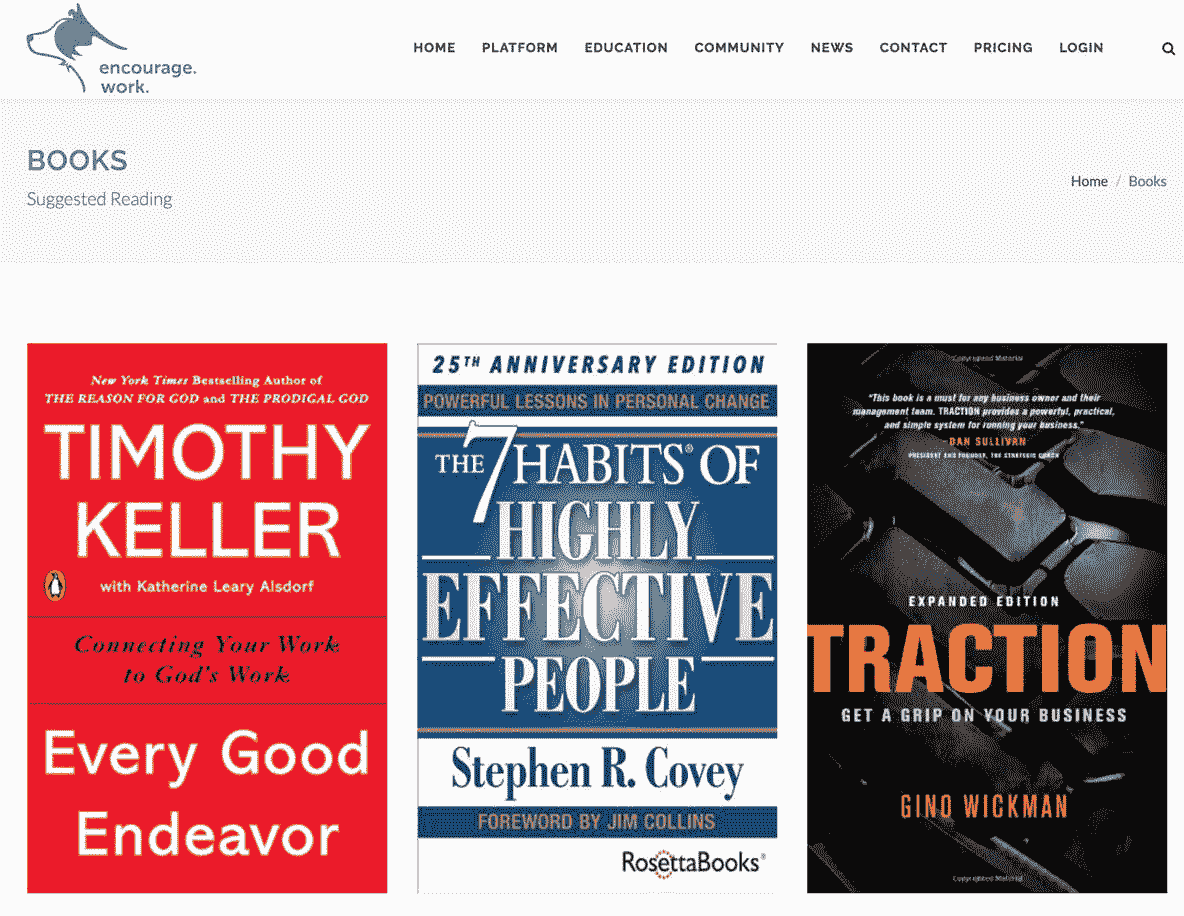 encourage.
work.
HOME PLATFORM EDUCATION COMMUNITY NEWS CONTACT PRICING LOGIN
BOOKS
Suggested Reading
Home / Books
New York Times Bestselling Author of
THE REASON FOR GOD and THE PRODIGAL GOD
TIMOTHY
KELLER
with Katherine Leary Alsdorf
Connecting Your Work
to God's Work
Every Good
Endeavor
25TH ANNIVERSARY EDITION
POWERFUL LESSONS IN PERSONAL CHANGE
THE 7 HABITS® OF
HIGHLY
EFFECTIVE
PEOPLE
Stephen R. Covey
FOREWORD BY JIM COLLINS
RosettaBooks®
Copyrighted Material
"This book is a must for any business owner and their
management team. TRACTION provides a powerful, practical,
and simple system for running your business."
- DAN SULLIVAN
PRESIDENT AND FOUNDER, THE STRATEGIC COACH
EXPANDED EDITION
TRACTION
GET A GRIP ON YOUR BUSINESS
GINO WICKMAN
Copyrighted Material